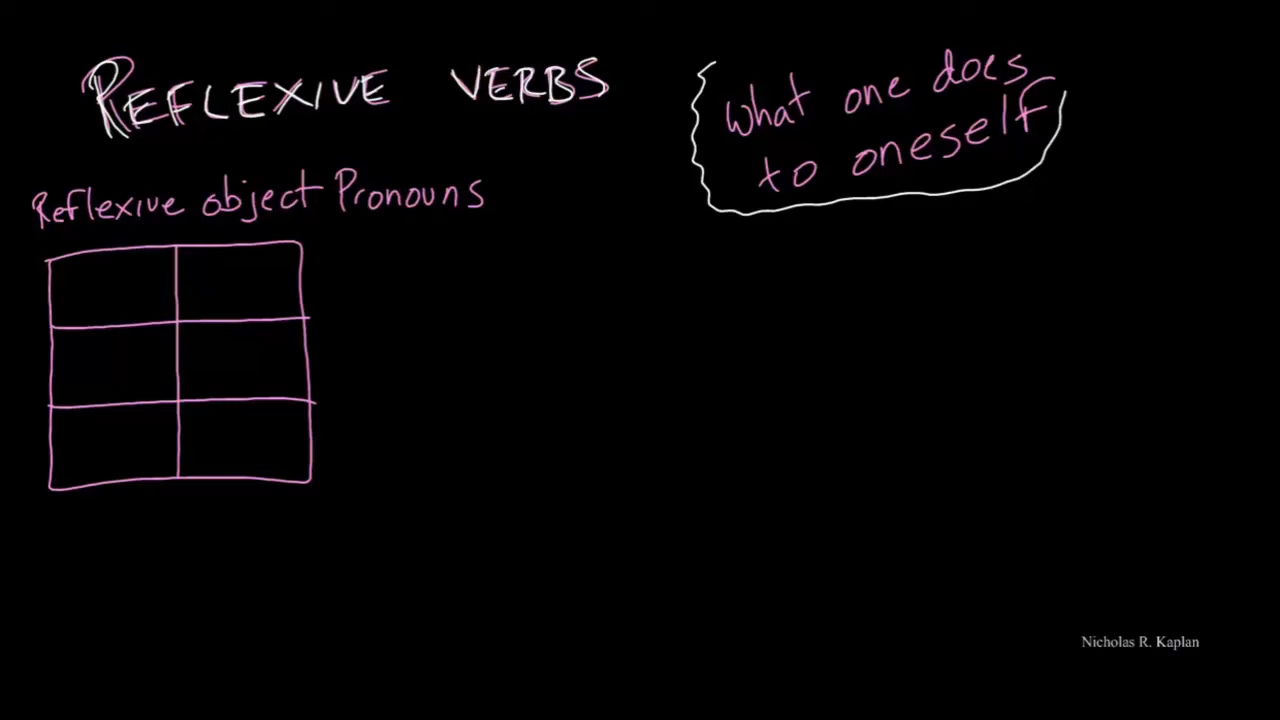 REFLEXIVE VERBS
What one does
to oneself
Reflexive object Pronouns
Nicholas R. Kaplan